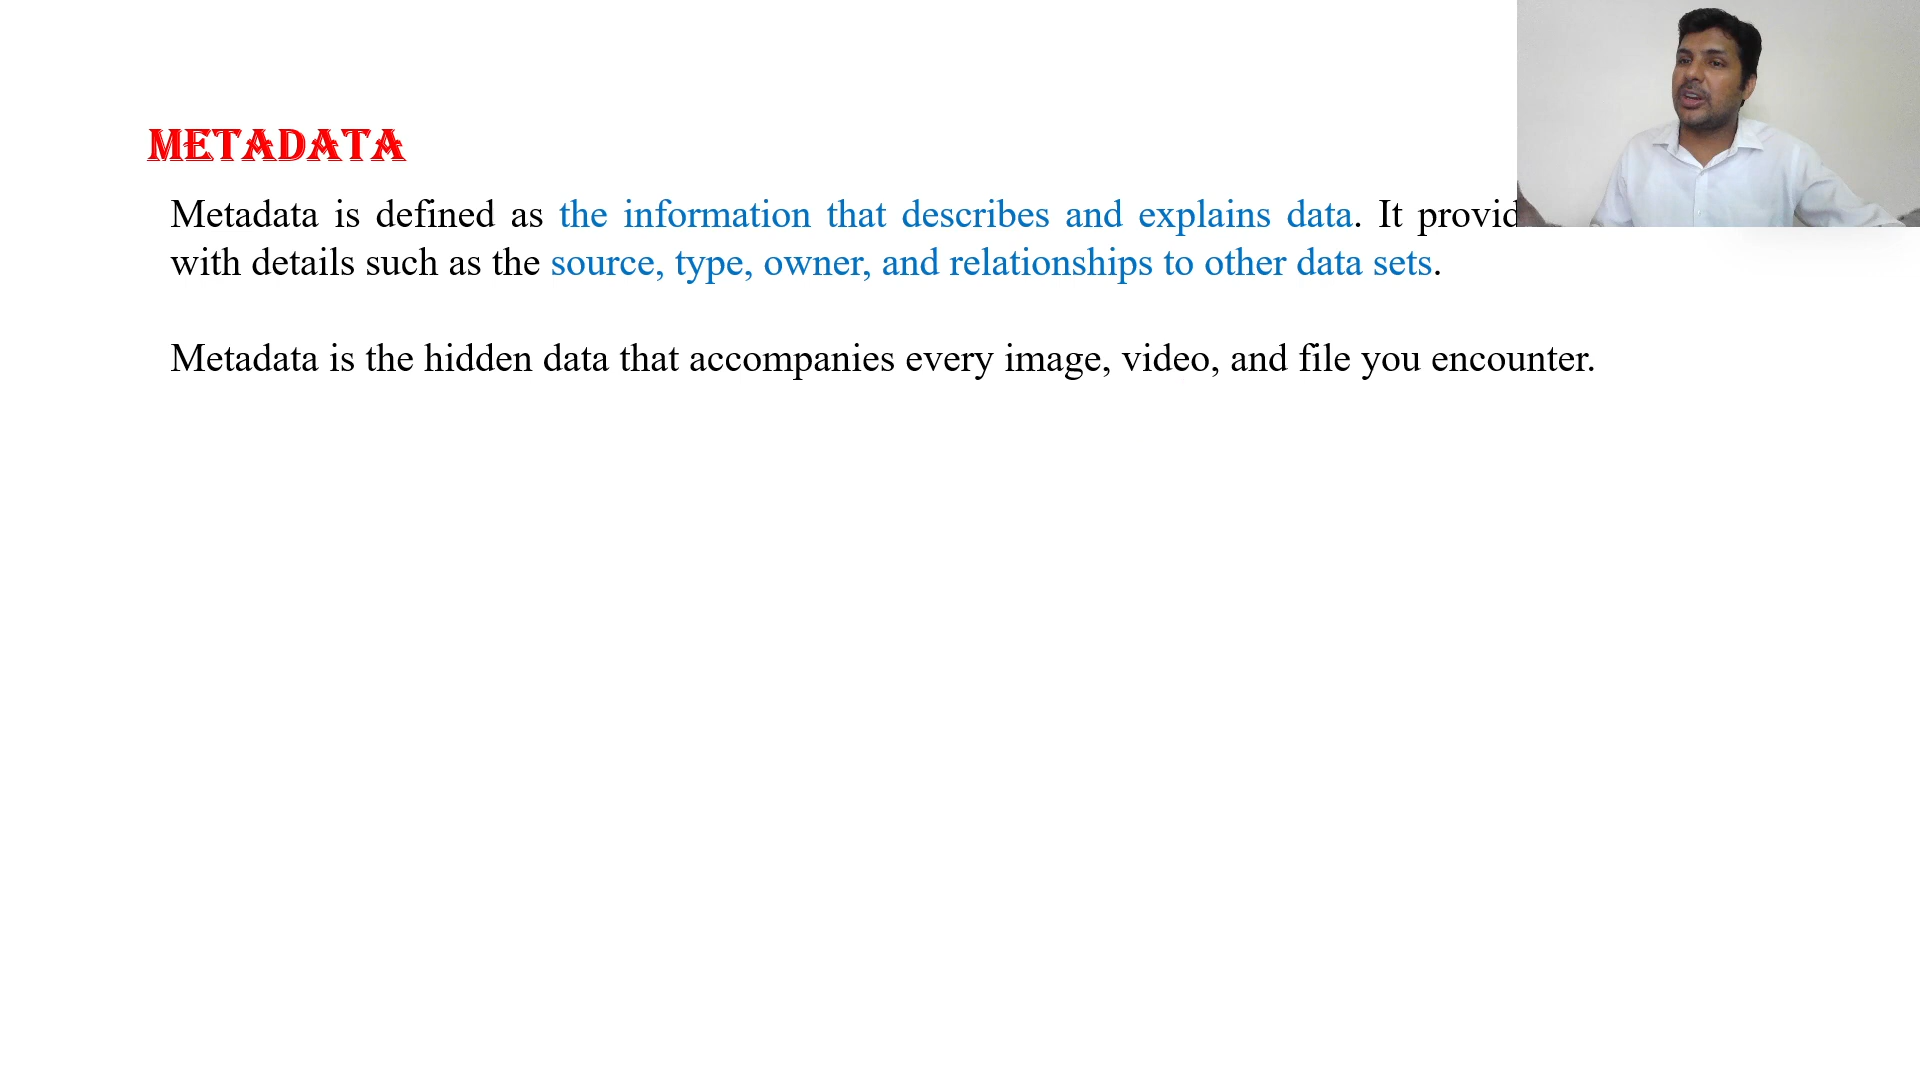 METADATA
Metadata is defined as the information that describes and explains data. It
with details such as the source, type, owner, and relationships to other data sets.
Metadata is the hidden data that accompanies every image, video, and file you encounter.